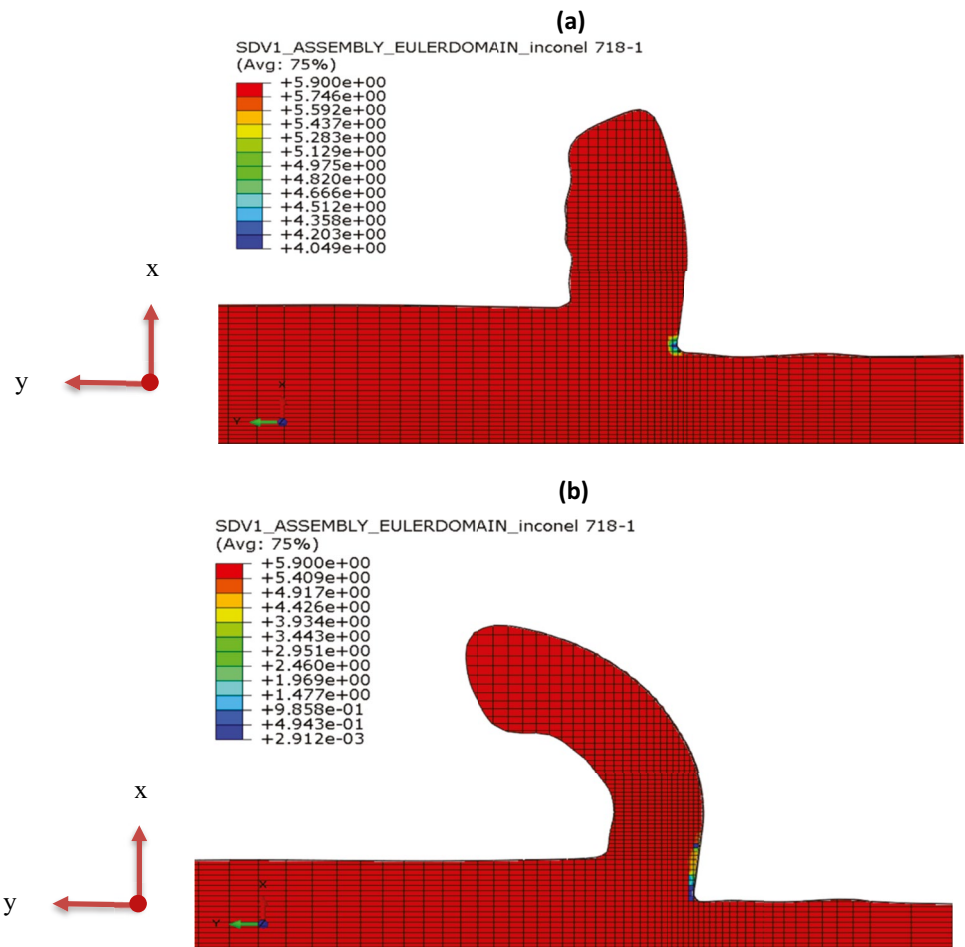 (a)
SDV1_ASSEMBLY_EULERDOMAIN_inconel 718-1
(Avg: 75%)
+5.900e+00
+5.746e+00
+5.592e+00
+5.437e+00
+5.283e+00
+5.129e+00
+4.975e+00
+4.820e+00
+4.666e+00
+4.512e+00
+4.358e+00
+4.203e+00
+4.049e+00
x
y
X
Y
(b)
SDV1_ASSEMBLY_EULERDOMAIN_inconel 718-1
(Avg: 75%)
+5.900e+00
+5.409e+00
+4.917e+00
+4.426e+00
+3.934e+00
+3.443e+00
+2.951e+00
+2.460e+00
+1.969e+00
+1.477e+00
+9.858e-01
+4.943e-01
+2.912e-03
x
y
X
Y